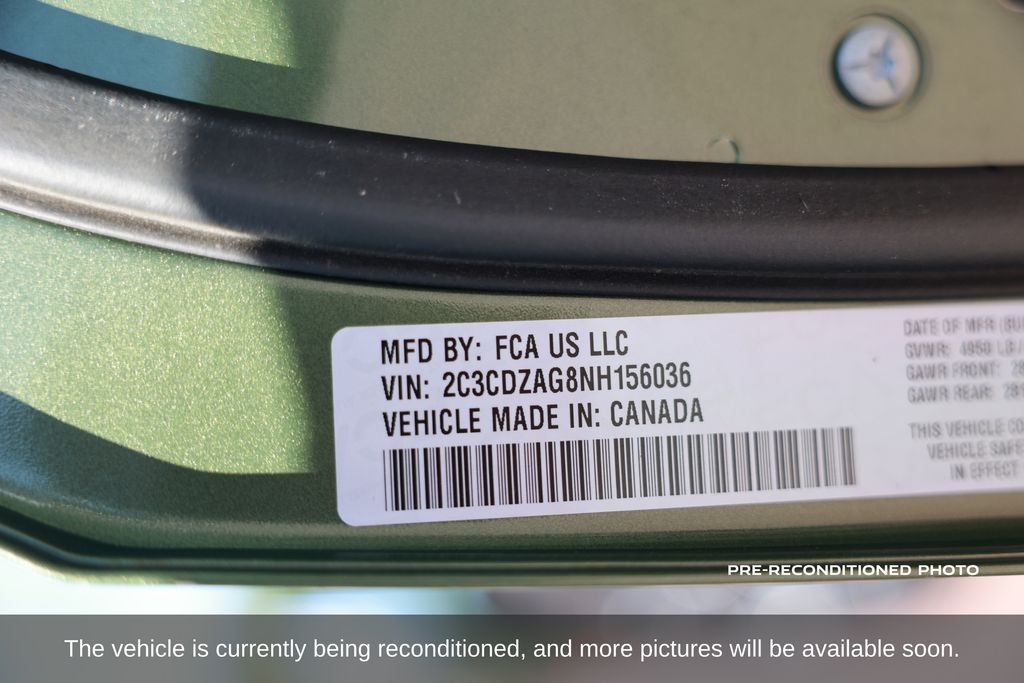 MFD BY: FCA US LLC
VIN: 2C3CDZAG8NH156036
VEHICLE MADE IN: CANADA
DATE OF MFR
GVWR: 4950 LB
GAWR FRONT:
GAWR REAR:
THIS VEHICLE
VEHICLE
IN EFFECT
PRE-RECONDITIONED PHOTO
The vehicle is currently being reconditioned, and more pictures will be available soon.